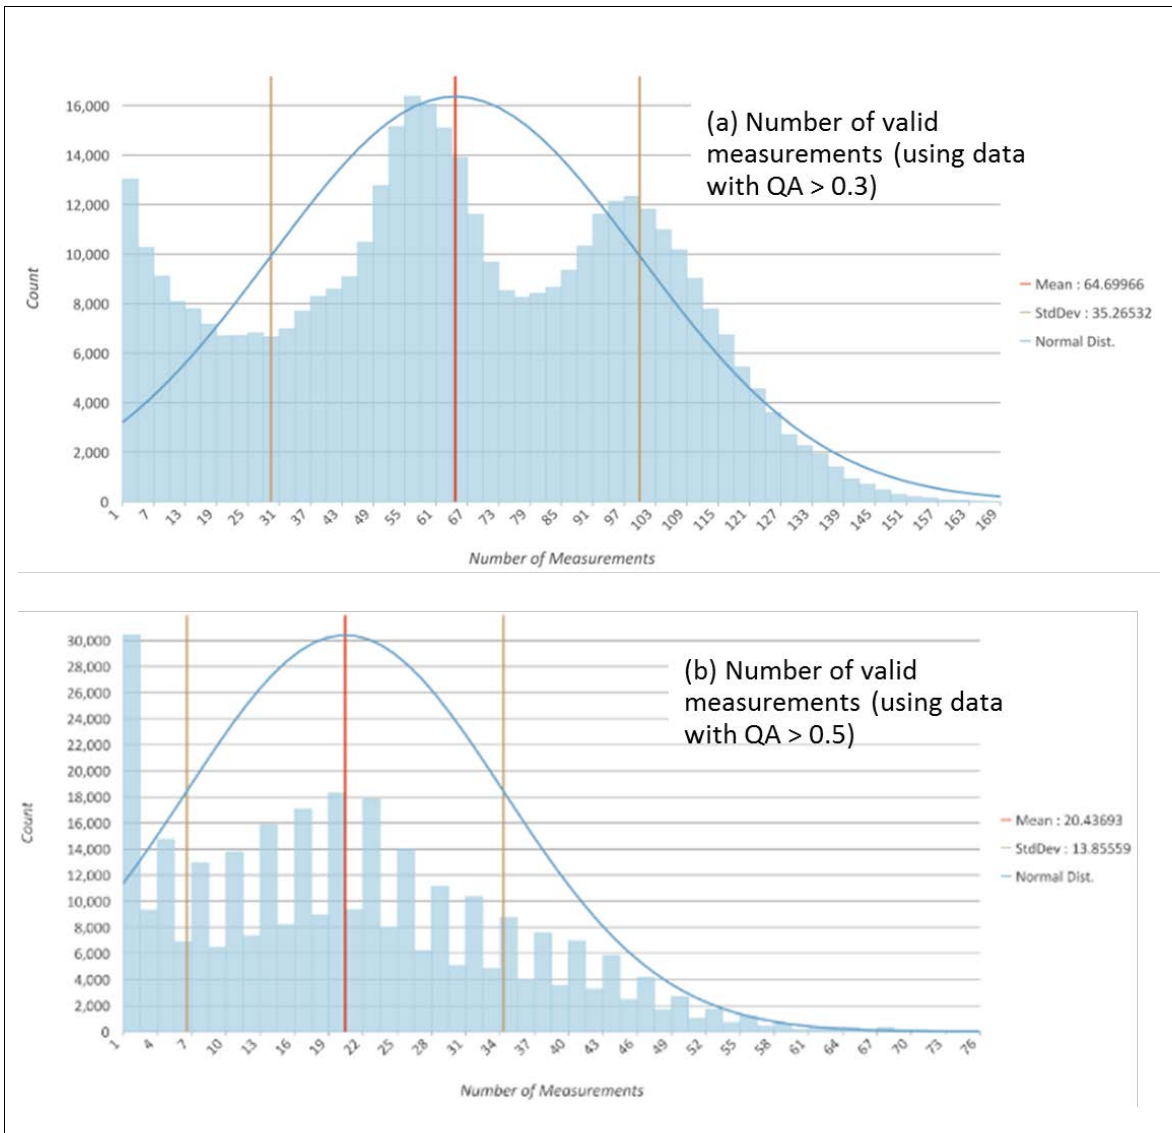 16,000
14,000
12,000
10,000
8,000
6,000
4,000
2,000
0
Count
(a) Number of valid
measurements (using data
with QA > 0.3)
Mean : 64.69966
StdDev : 35.26532
Normal Dist.
1 7 13 19 25 31 37 43 49 55 61 67 73 79 85 91 97 103 109 115 121 127 133 139 145 151 157 163 169
Number of Measurements
30,000
28,000
26,000
24,000
22,000
20,000
18,000
16,000
14,000
12,000
10,000
8,000
6,000
4,000
2,000
0
Count
(b) Number of valid
measurements (using data
with QA > 0.5)
Mean : 20.43693
StdDev : 13.85559
Normal Dist.
1 4 7 10 13 16 19 22 25 28 31 34 37 40 43 46 49 52 55 58 61 64 67 70 73 76
Number of Measurements